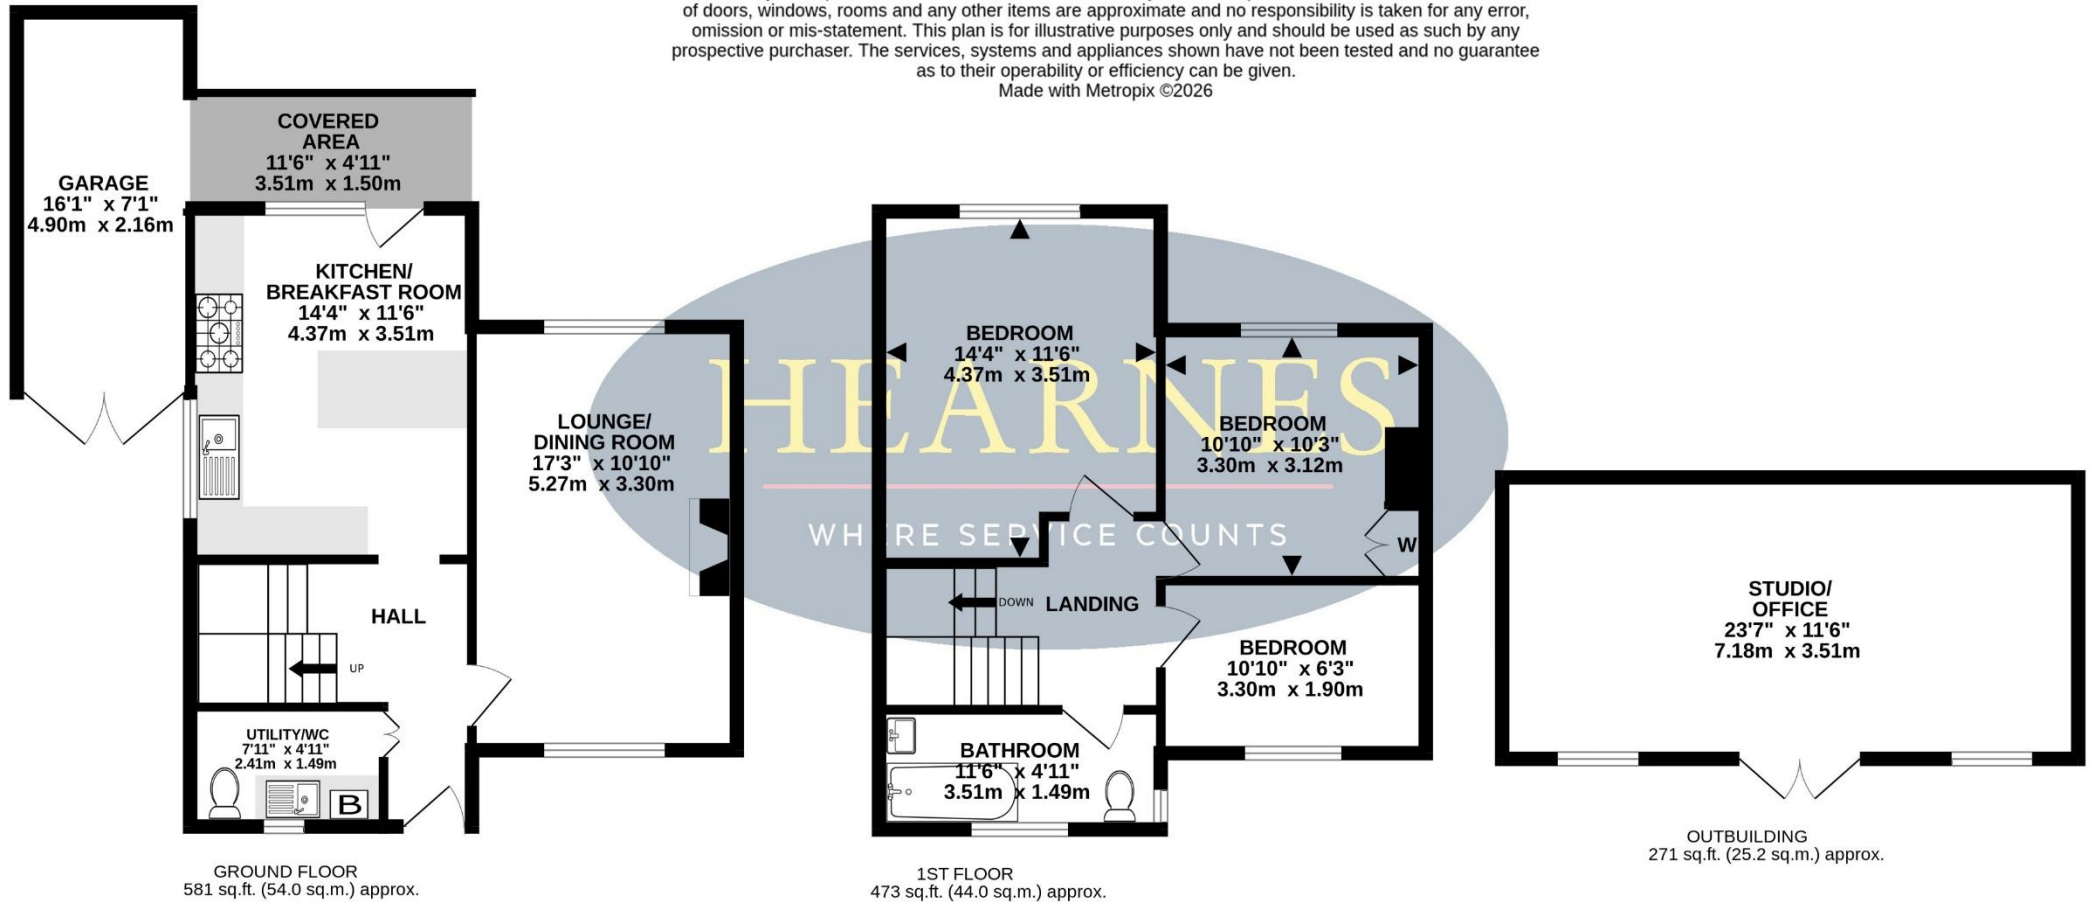 of doors, windows, rooms and any other items are approximate and no responsibility is taken for any error,
omission or mis-statement. This plan is for illustrative purposes only and should be used as such by any
prospective purchaser. The services, systems and appliances shown have not been tested and no guarantee
as to their operability or efficiency can be given.
Made with Metropix ©2026
COVERED
AREA
11'6" x 4'11"
3.51m x 1.50m
GARAGE
16'1" x 7'1"
4.90m x 2.16m
KITCHEN/
BREAKFAST ROOM
14'4" x 11'6"
4.37m x 3.51m
LOUNGE/
DINING ROOM
17'3" x 10'10"
5.27m x 3.30m
HALL
UP
UTILITY/WC
7'11" x 4'11"
2.41m x 1.49m
B
GROUND FLOOR
581 sq.ft. (54.0 sq.m.) approx.
HEARNES
WHERE SERVICE COUNTS
BEDROOM
14'4" x 11'6"
4.37m x 3.51m
BEDROOM
10'10" x 10'3"
3.30m x 3.12m
W
DOWN
LANDING
BEDROOM
10'10" x 6'3"
3.30m x 1.90m
BATHROOM
11'6" x 4'11"
3.51m x 1.49m
1ST FLOOR
473 sq.ft. (44.0 sq.m.) approx.
STUDIO/
OFFICE
23'7" x 11'6"
7.18m x 3.51m
OUTBUILDING
271 sq.ft. (25.2 sq.m.) approx.